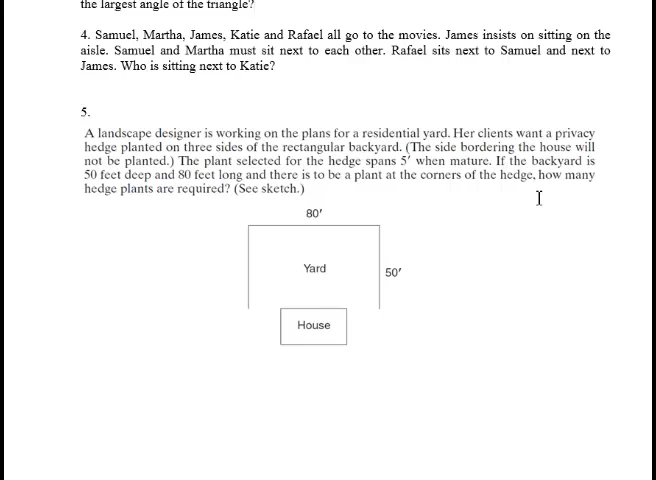 the largest angle of the triangle?
4. Samuel, Martha, James, Katie and Rafael all go to the movies. James insists on sitting on the
aisle. Samuel and Martha must sit next to each other. Rafael sits next to Samuel and next to
James. Who is sitting next to Katie?
5.
A landscape designer is working on the plans for a residential yard. Her clients want a privacy
hedge planted on three sides of the rectangular backyard. (The side bordering the house will
not be planted.) The plant selected for the hedge spans 5′ when mature. If the backyard is
50 feet deep and 80 feet long and there is to be a plant at the corners of the hedge, how many
hedge plants are required? (See sketch.)
80′
Yard
50′
House